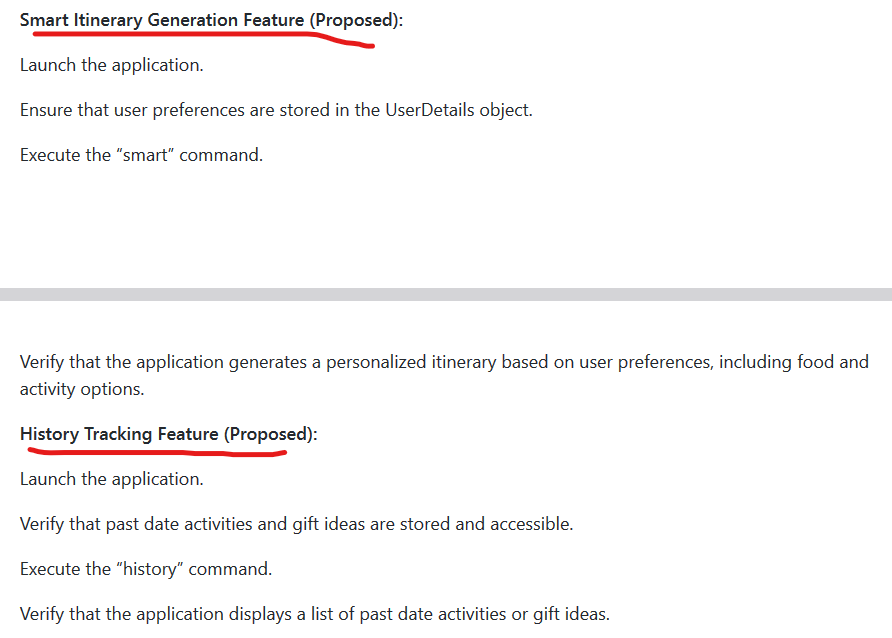 Smart Itinerary Generation Feature (Proposed):
Launch the application.
Ensure that user preferences are stored in the UserDetails object.
Execute the “smart” command.
Verify that the application generates a personalized itinerary based on user preferences, including food and
activity options.
History Tracking Feature (Proposed):
Launch the application.
Verify that past date activities and gift ideas are stored and accessible.
Execute the “history” command.
Verify that the application displays a list of past date activities or gift ideas.